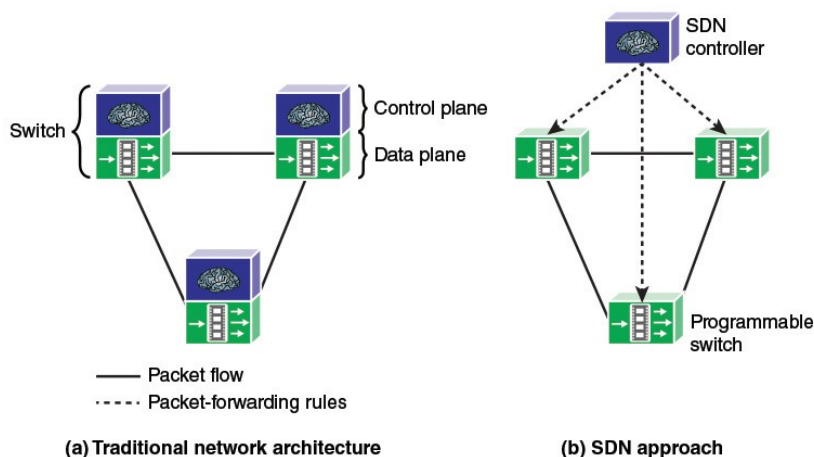 SDN
controller
Switch
Control plane
Data plane
Programmable
switch
Packet flow
Packet-forwarding rules
(a) Traditional network architecture
(b) SDN approach